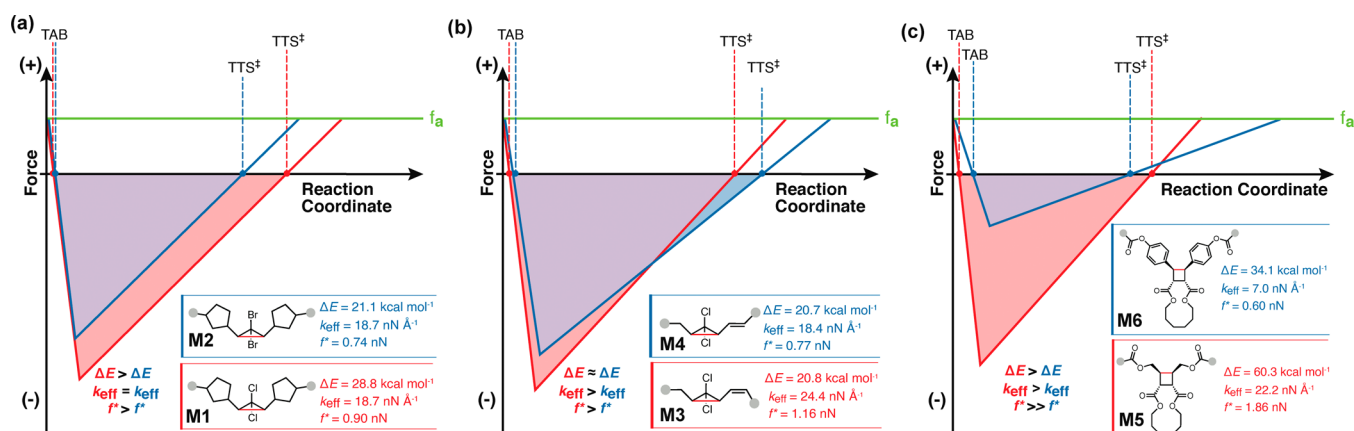 (a)
TAB
TTS‡
TTS‡
(+)
fa
Force
Reaction
Coordinate
(-)
ΔE > ΔE
keff = keff
f* > f*
Br
Br
M2
ΔE = 21.1 kcal mol-1
keff = 18.7 nN Å-1
f* = 0.74 nN
Cl
Cl
M1
ΔE = 28.8 kcal mol-1
keff = 18.7 nN Å-1
f* = 0.90 nN
(b)
TAB
TTS‡
TTS‡
(+)
fa
Force
Reaction
Coordinate
(-)
ΔE ≈ ΔE
keff > keff
f* > f*
Cl
Cl
M4
ΔE = 20.7 kcal mol-1
keff = 18.4 nN Å-1
f* = 0.77 nN
Cl
Cl
M3
ΔE = 20.8 kcal mol-1
keff = 24.4 nN Å-1
f* = 1.16 nN
(c)
TAB
TAB
TTS‡
TTS‡
(+)
fa
Force
Reaction Coordinate
(-)
ΔE > ΔE
keff > keff
f* >> f*
O
O
O
O
O
O
O
O
M6
ΔE = 34.1 kcal mol-1
keff = 7.0 nN Å-1
f* = 0.60 nN
O
O
O
O
O
O
O
O
M5
ΔE = 60.3 kcal mol-1
keff = 22.2 nN Å-1
f* = 1.86 nN